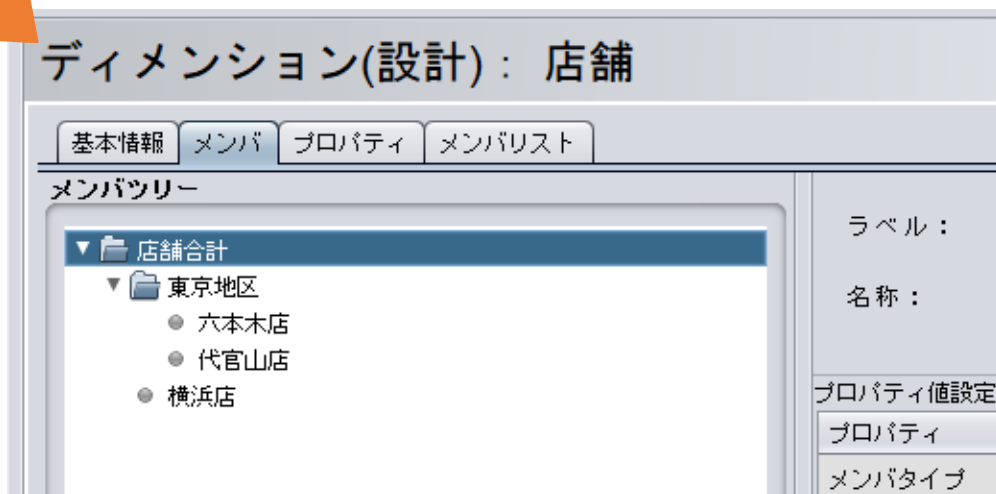 ディメンション(設計)： 店舗
基本情報 メンバ プロパティ メンバリスト
メンバツリー
店舗合計
東京地区
六本木店
代官山店
横浜店
ラベル：
名称：
プロパティ値設定
プロパティ
メンバタイプ